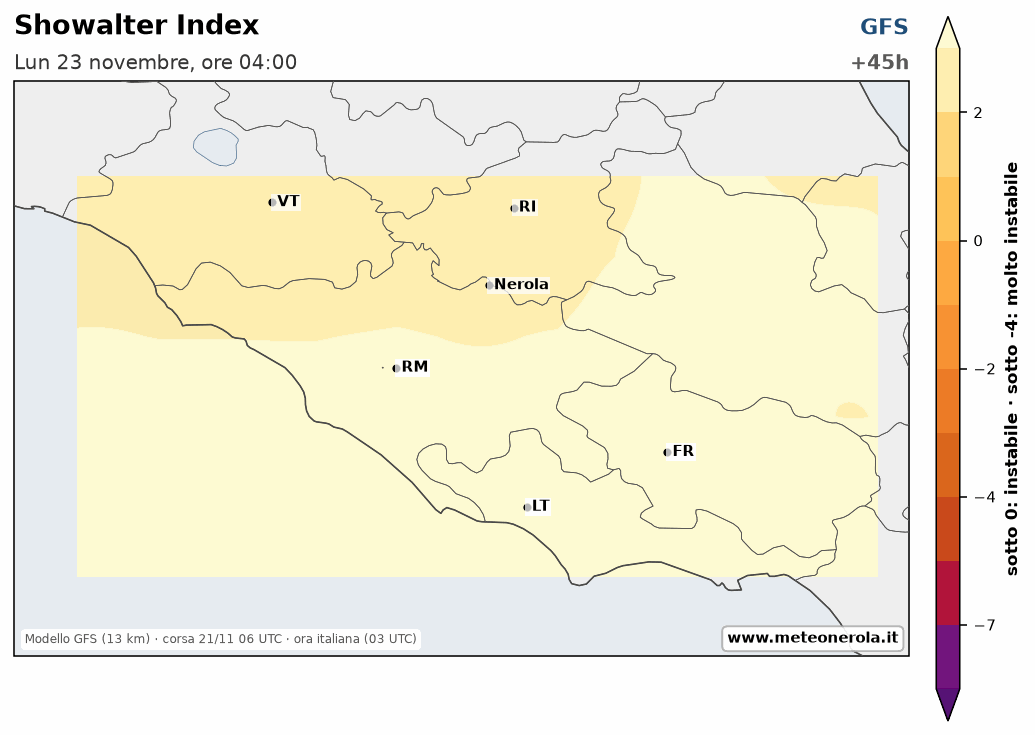 Showalter Index
GFS
Lun 23 novembre, ore 04:00
+45h
VT
RI
Nerola
RM
FR
LT
2
0
−2
−4
−7
sotto 0: instabile · sotto -4: molto instabile
Modello GFS (13 km) · corsa 21/11 06 UTC · ora italiana (03 UTC)
www.meteonerola.it